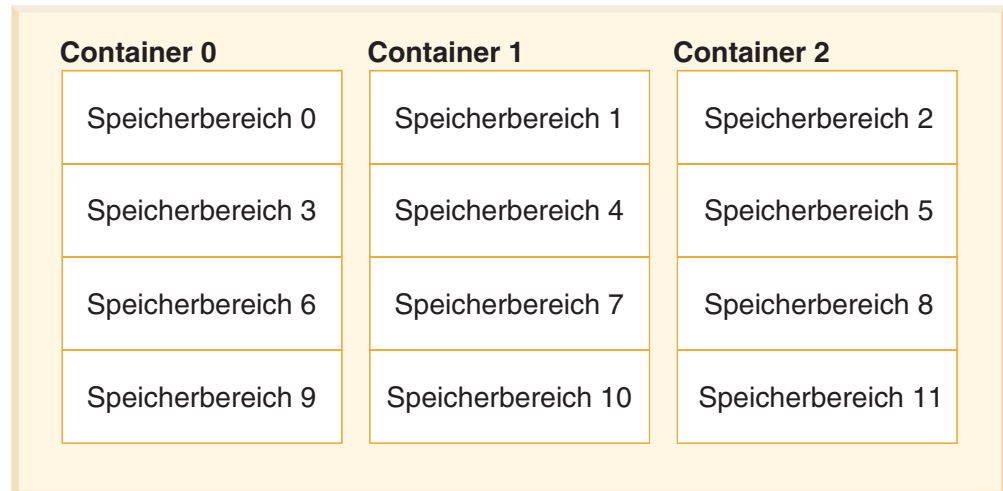 Container 0 Container 1 Container 2
Speicherbereich 0 Speicherbereich 1 Speicherbereich 2
Speicherbereich 3 Speicherbereich 4 Speicherbereich 5
Speicherbereich 6 Speicherbereich 7 Speicherbereich 8
Speicherbereich 9 Speicherbereich 10 Speicherbereich 11